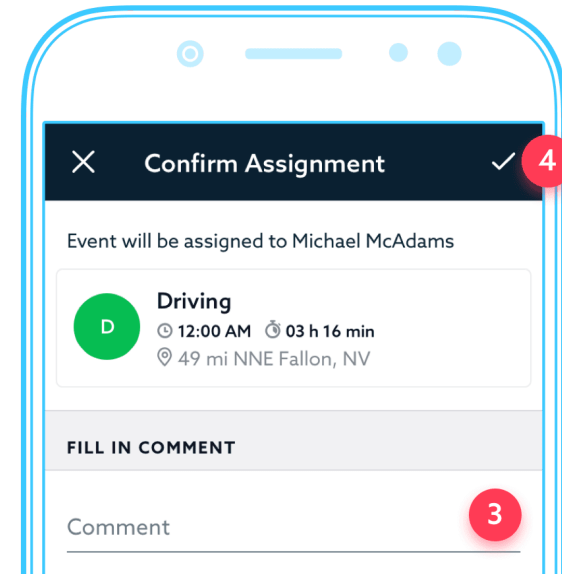 Confirm Assignment
4
Event will be assigned to Michael McAdams
Driving
D
12:00 AM 03 h 16 min
49 mi NNE Fallon, NV
FILL IN COMMENT
3
Comment